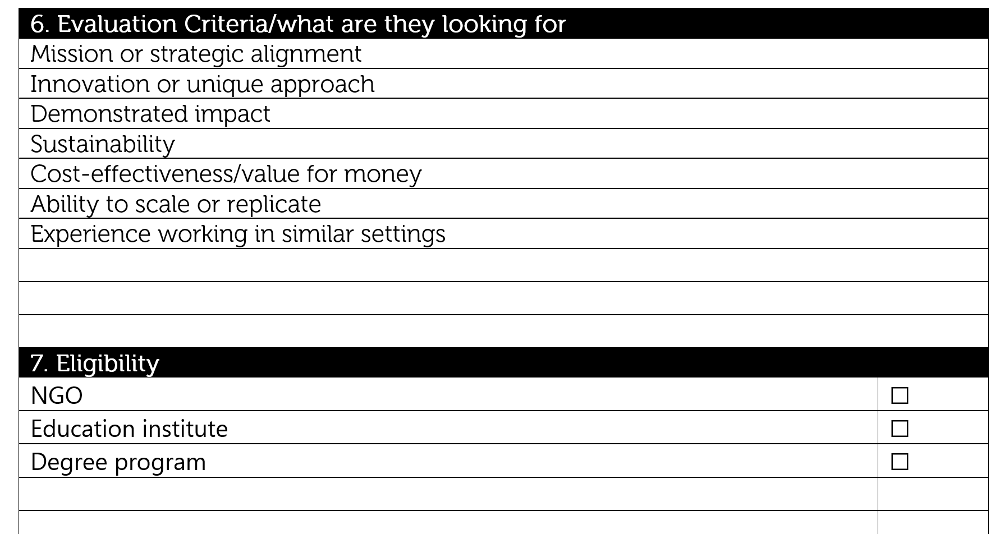 6. Evaluation Criteria/what are they looking for
Mission or strategic alignment
Innovation or unique approach
Demonstrated impact
Sustainability
Cost-effectiveness/value for money
Ability to scale or replicate
Experience working in similar settings
7. Eligibility
NGO ☐
Education institute ☐
Degree program ☐